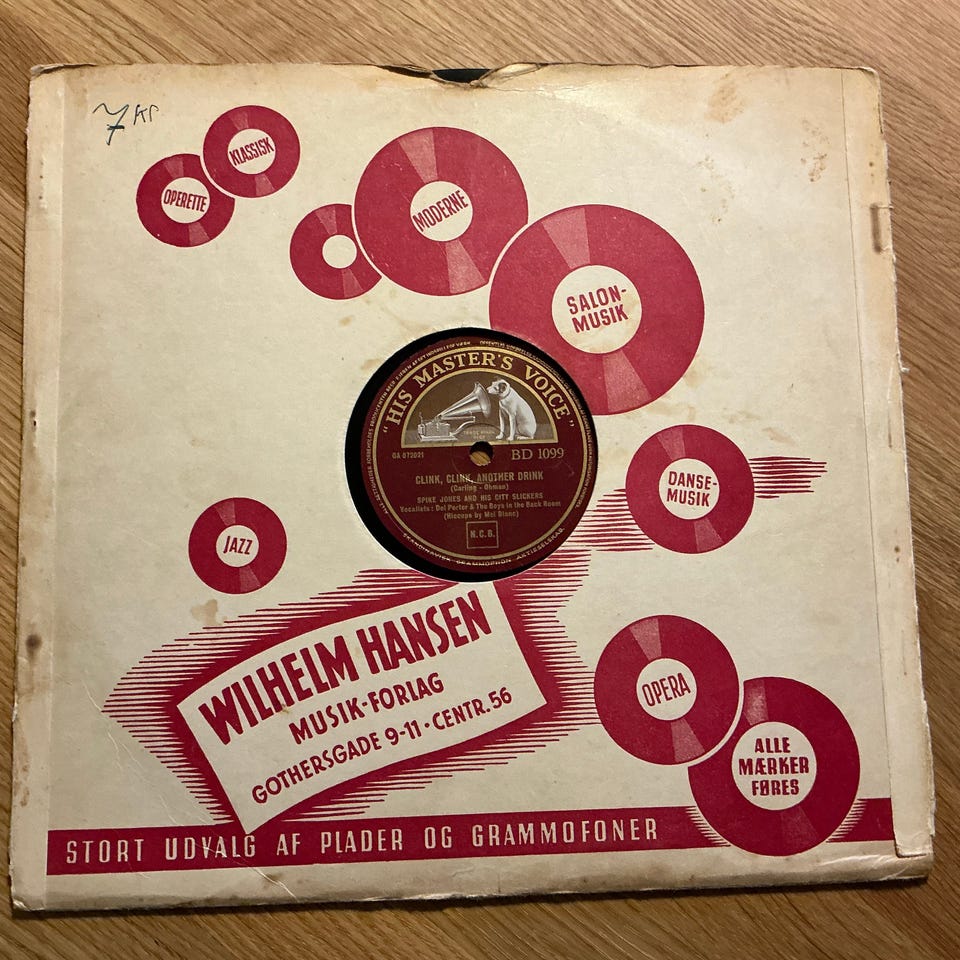 7 kr
KLASSISK
OPERETTE
MODERNE
SALON-
MUSIK
"HIS MASTER'S VOICE"
OA 072021
BD 1099
CLINK, CLINK, ANOTHER DRINK
(Carling - Ohman)
SPIKE JONES AND HIS CITY SLICKERS
Vocalists: Del Porter & The Boys in the Back Room
(Hiccups by Mel Blanc)
N.C.B.
SKANDINAVISK GRAMMOPHON AKTIESELSKAB.
DANSE-
MUSIK
JAZZ
WILHELM HANSEN
MUSIK-FORLAG
GOTHERSGADE 9-11 · CENTR. 56
OPERA
ALLE
MÆRKER
FØRES
STORT UDVALG AF PLADER OG GRAMMOFONER